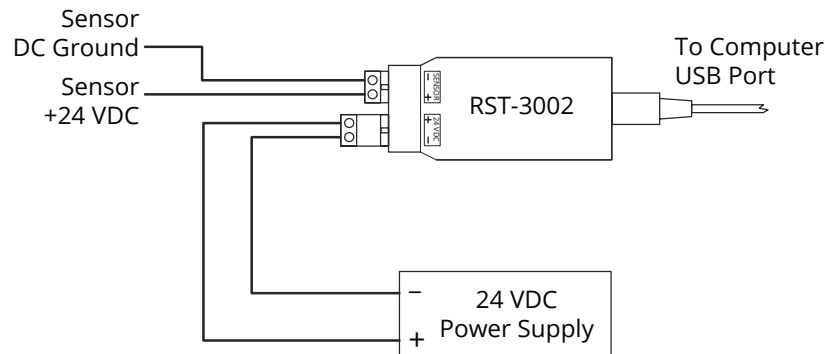 Sensor
DC Ground
Sensor
+24 VDC
− SENSOR +
+ 24 VDC −
RST-3002
To Computer
USB Port
−
+
24 VDC
Power Supply